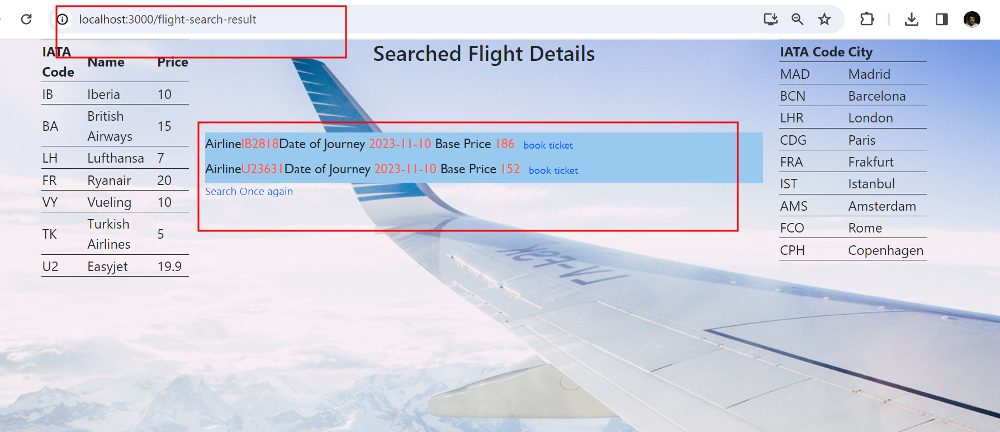 localhost:3000/flight-search-result
IATA Code Name Price
IB Iberia 10
BA British Airways 15
LH Lufthansa 7
FR Ryanair 20
VY Vueling 10
TK Turkish Airlines 5
U2 Easyjet 19.9
Searched Flight Details
AirlineIB2818Date of Journey 2023-11-10 Base Price 186 book ticket
AirlineU23631Date of Journey 2023-11-10 Base Price 152 book ticket
Search Once again
IATA Code City
MAD Madrid
BCN Barcelona
LHR London
CDG Paris
FRA Frakfurt
IST Istanbul
AMS Amsterdam
FCO Rome
CPH Copenhagen